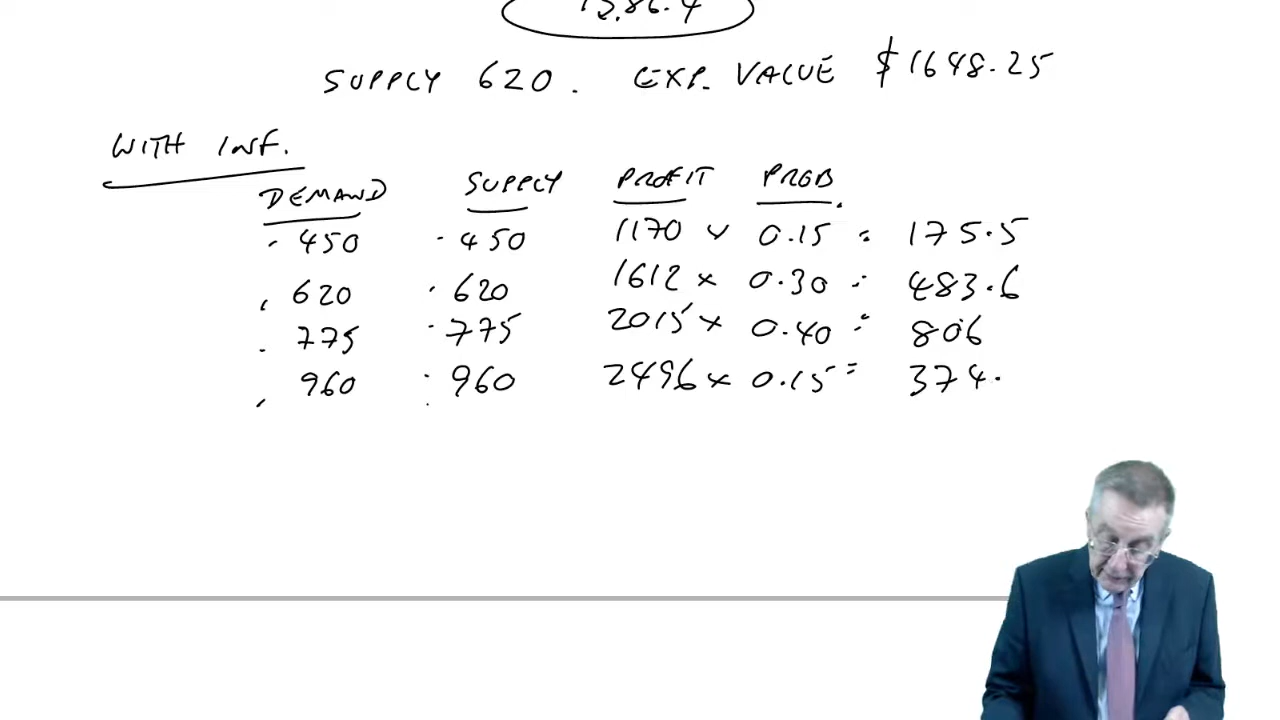 SUPPLY 620. EXP. VALUE $1648.25
WITH INF.
DEMAND SUPPLY PROFIT PROB.
450 450 1170 x 0.15 = 175.5
620 620 1612 x 0.30 = 483.6
775 775 2015 x 0.40 = 806
960 960 2496 x 0.15 = 374.